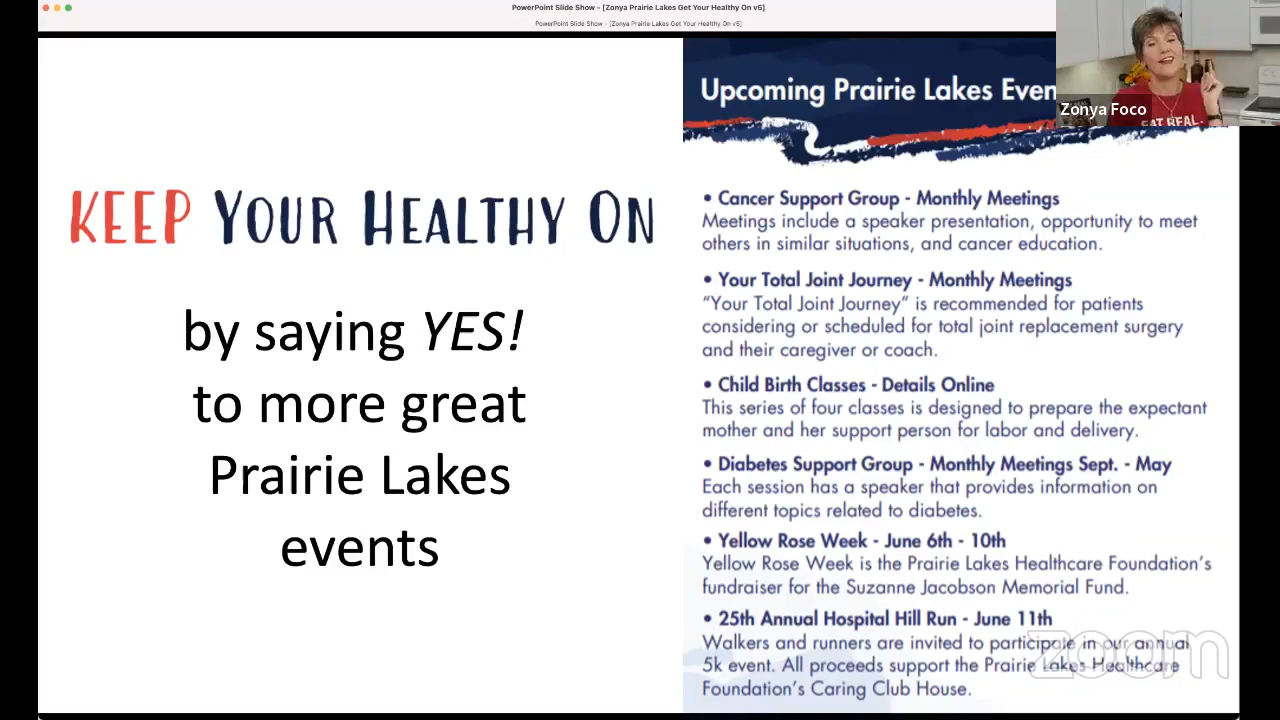 PowerPoint Slide Show - [Zonya Prairie Lakes Get Your Healthy On v5]
PowerPoint Slide Show - [Zonya Prairie Lakes Get Your Healthy On v5]
KEEP YOUR HEALTHY ON
by saying YES!
to more great
Prairie Lakes
events
Upcoming Prairie Lakes Even
• Cancer Support Group - Monthly Meetings
Meetings include a speaker presentation, opportunity to meet
others in similar situations, and cancer education.
• Your Total Joint Journey - Monthly Meetings
“Your Total Joint Journey” is recommended for patients
considering or scheduled for total joint replacement surgery
and their caregiver or coach.
• Child Birth Classes - Details Online
This series of four classes is designed to prepare the expectant
mother and her support person for labor and delivery.
• Diabetes Support Group - Monthly Meetings Sept. - May
Each session has a speaker that provides information on
different topics related to diabetes.
• Yellow Rose Week - June 6th - 10th
Yellow Rose Week is the Prairie Lakes Healthcare Foundation’s
fundraiser for the Suzanne Jacobson Memorial Fund.
• 25th Annual Hospital Hill Run - June 11th
Walkers and runners are invited to participate in our annual
5k event. All proceeds support the Prairie Lakes Healthcare
Foundation’s Caring Club House.
Zonya Foco
EAT REAL.
zoom